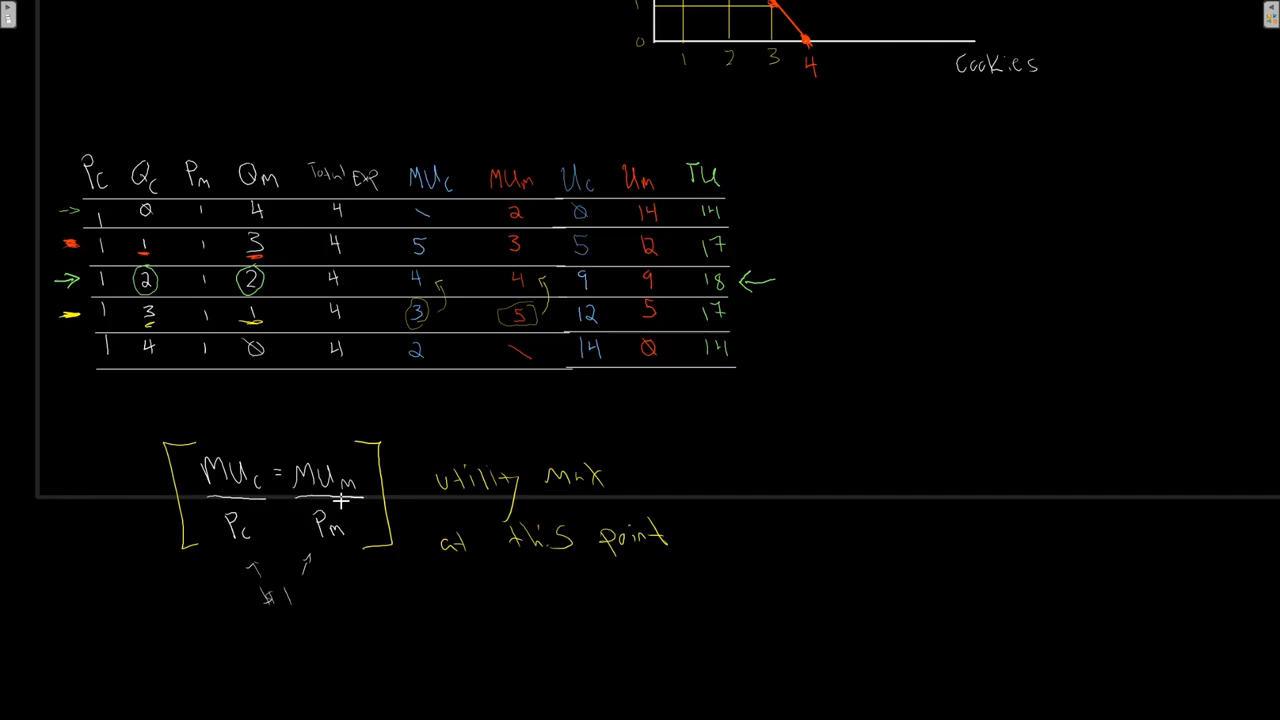 1
0
1 2 3 4 Cookies
Pc Qc Pm Qm Total Exp MUc MUm Uc Um TU
1 0 1 4 4 \ 2 0 14 14
1 1 1 3 4 5 3 5 12 17
1 2 1 2 4 4 4 9 9 18
1 3 1 1 4 3 5 12 5 17
1 4 1 0 4 2 \ 14 0 14
MUc = MUm utility max
Pc Pm at this point
$1